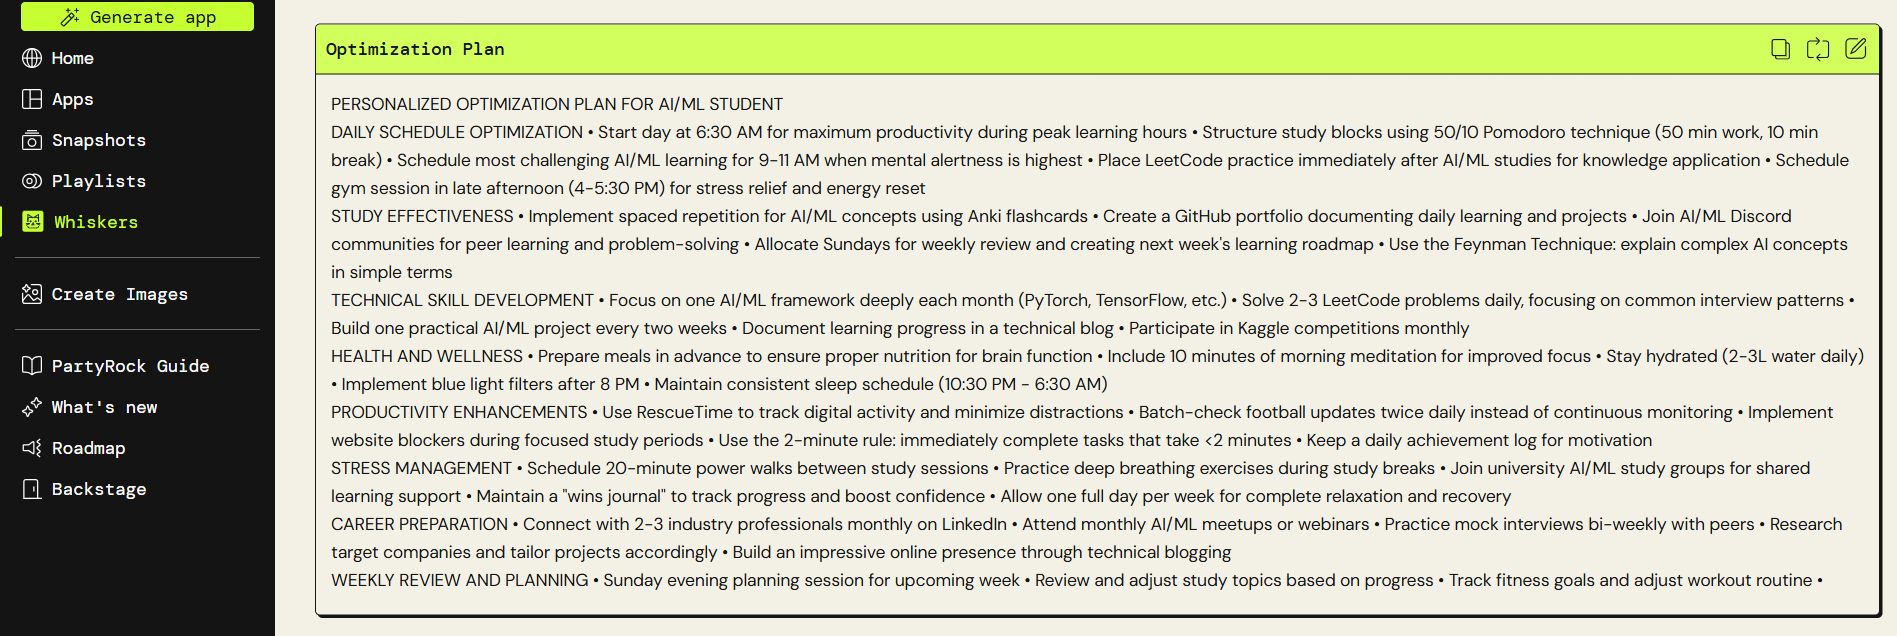 Generate app
Home
Apps
Snapshots
Playlists
Whiskers
Create Images
PartyRock Guide
What's new
Roadmap
Backstage
Optimization Plan
PERSONALIZED OPTIMIZATION PLAN FOR AI/ML STUDENT
DAILY SCHEDULE OPTIMIZATION • Start day at 6:30 AM for maximum productivity during peak learning hours • Structure study blocks using 50/10 Pomodoro technique (50 min work, 10 min
break) • Schedule most challenging AI/ML learning for 9-11 AM when mental alertness is highest • Place LeetCode practice immediately after AI/ML studies for knowledge application • Schedule
gym session in late afternoon (4-5:30 PM) for stress relief and energy reset
STUDY EFFECTIVENESS • Implement spaced repetition for AI/ML concepts using Anki flashcards • Create a GitHub portfolio documenting daily learning and projects • Join AI/ML Discord
communities for peer learning and problem-solving • Allocate Sundays for weekly review and creating next week's learning roadmap • Use the Feynman Technique: explain complex AI concepts
in simple terms
TECHNICAL SKILL DEVELOPMENT • Focus on one AI/ML framework deeply each month (PyTorch, TensorFlow, etc.) • Solve 2-3 LeetCode problems daily, focusing on common interview patterns •
Build one practical AI/ML project every two weeks • Document learning progress in a technical blog • Participate in Kaggle competitions monthly
HEALTH AND WELLNESS • Prepare meals in advance to ensure proper nutrition for brain function • Include 10 minutes of morning meditation for improved focus • Stay hydrated (2-3L water daily)
• Implement blue light filters after 8 PM • Maintain consistent sleep schedule (10:30 PM - 6:30 AM)
PRODUCTIVITY ENHANCEMENTS • Use RescueTime to track digital activity and minimize distractions • Batch-check football updates twice daily instead of continuous monitoring • Implement
website blockers during focused study periods • Use the 2-minute rule: immediately complete tasks that take <2 minutes • Keep a daily achievement log for motivation
STRESS MANAGEMENT • Schedule 20-minute power walks between study sessions • Practice deep breathing exercises during study breaks • Join university AI/ML study groups for shared
learning support • Maintain a "wins journal" to track progress and boost confidence • Allow one full day per week for complete relaxation and recovery
CAREER PREPARATION • Connect with 2-3 industry professionals monthly on LinkedIn • Attend monthly AI/ML meetups or webinars • Practice mock interviews bi-weekly with peers • Research
target companies and tailor projects accordingly • Build an impressive online presence through technical blogging
WEEKLY REVIEW AND PLANNING • Sunday evening planning session for upcoming week • Review and adjust study topics based on progress • Track fitness goals and adjust workout routine •